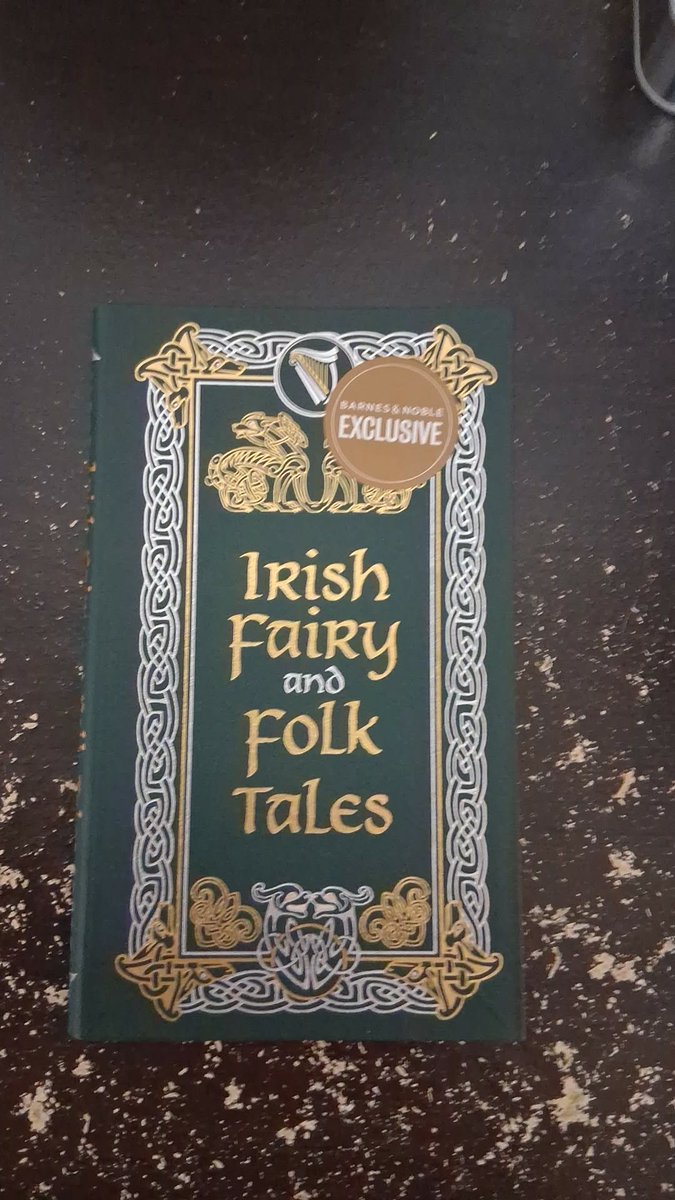 BARNES & NOBLE
EXCLUSIVE
Irish
Fairy
and
Folk
Tales